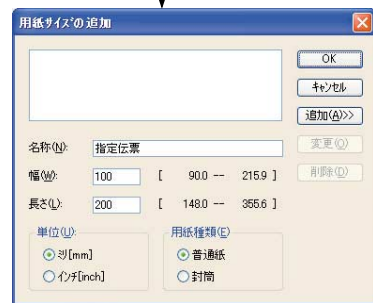 用紙サイズの追加
OK
キャンセル
追加(A)>>
変更(O)
削除(D)
名称(N): 指定伝票
幅(W): 100 [ 90.0 -- 215.9 ]
長さ(L): 200 [ 148.0 -- 355.6 ]
単位(U):
ミリ[mm]
インチ[inch]
用紙種類(E)
普通紙
封筒